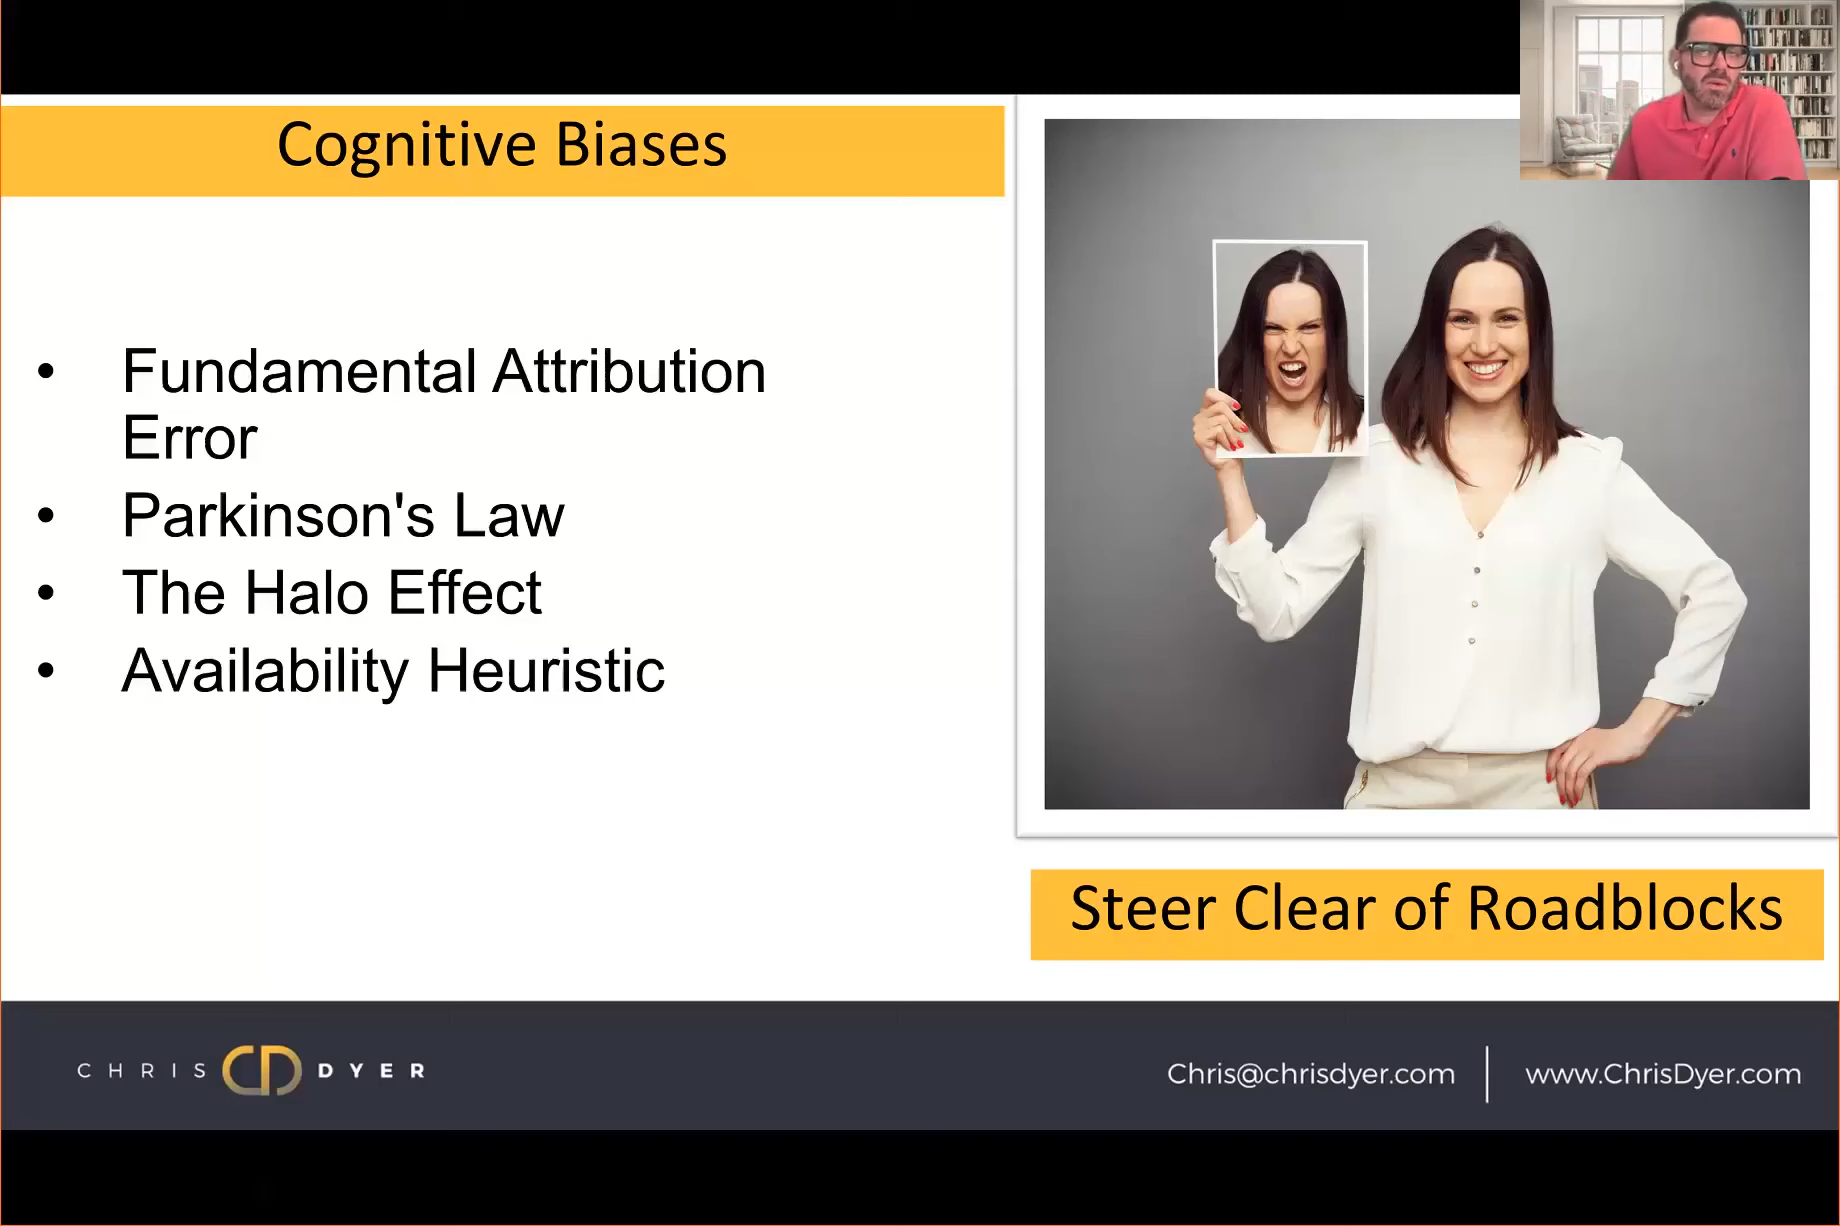 Cognitive Biases
• Fundamental Attribution
Error
• Parkinson's Law
• The Halo Effect
• Availability Heuristic
Steer Clear of Roadblocks
CHRIS CD DYER
Chris@chrisdyer.com | www.ChrisDyer.com